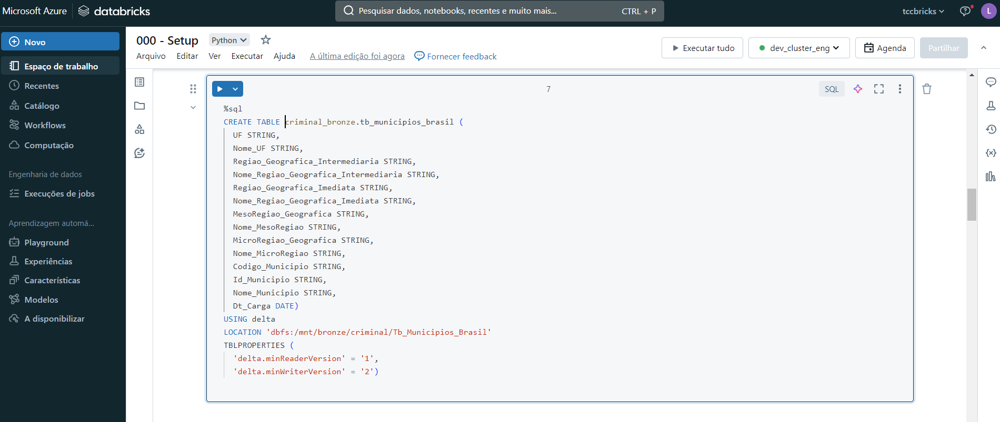 Microsoft Azure databricks
Pesquisar dados, notebooks, recentes e muito mais... CTRL + P
tccbricks
L
Novo
Espaço de trabalho
Recentes
Catálogo
Workflows
Computação
Engenharia de dados
Execuções de jobs
Aprendizagem automá...
Playground
Experiências
Características
Modelos
A disponibilizar
000 - Setup Python
Arquivo Editar Ver Executar Ajuda A última edição foi agora Fornecer feedback
Executar tudo dev_cluster_eng Agenda Partilhar
7
SQL
%sql
CREATE TABLE criminal_bronze.tb_municipios_brasil (
UF STRING,
Nome_UF STRING,
Regiao_Geografica_Intermediaria STRING,
Nome_Regiao_Geografica_Intermediaria STRING,
Regiao_Geografica_Imediata STRING,
Nome_Regiao_Geografica_Imediata STRING,
MesoRegiao_Geografica STRING,
Nome_MesoRegiao STRING,
MicroRegiao_Geografica STRING,
Nome_MicroRegiao STRING,
Codigo_Municipio STRING,
Id_Municipio STRING,
Nome_Municipio STRING,
Dt_Carga DATE)
USING delta
LOCATION 'dbfs:/mnt/bronze/criminal/Tb_Municipios_Brasil'
TBLPROPERTIES (
'delta.minReaderVersion' = '1',
'delta.minWriterVersion' = '2')